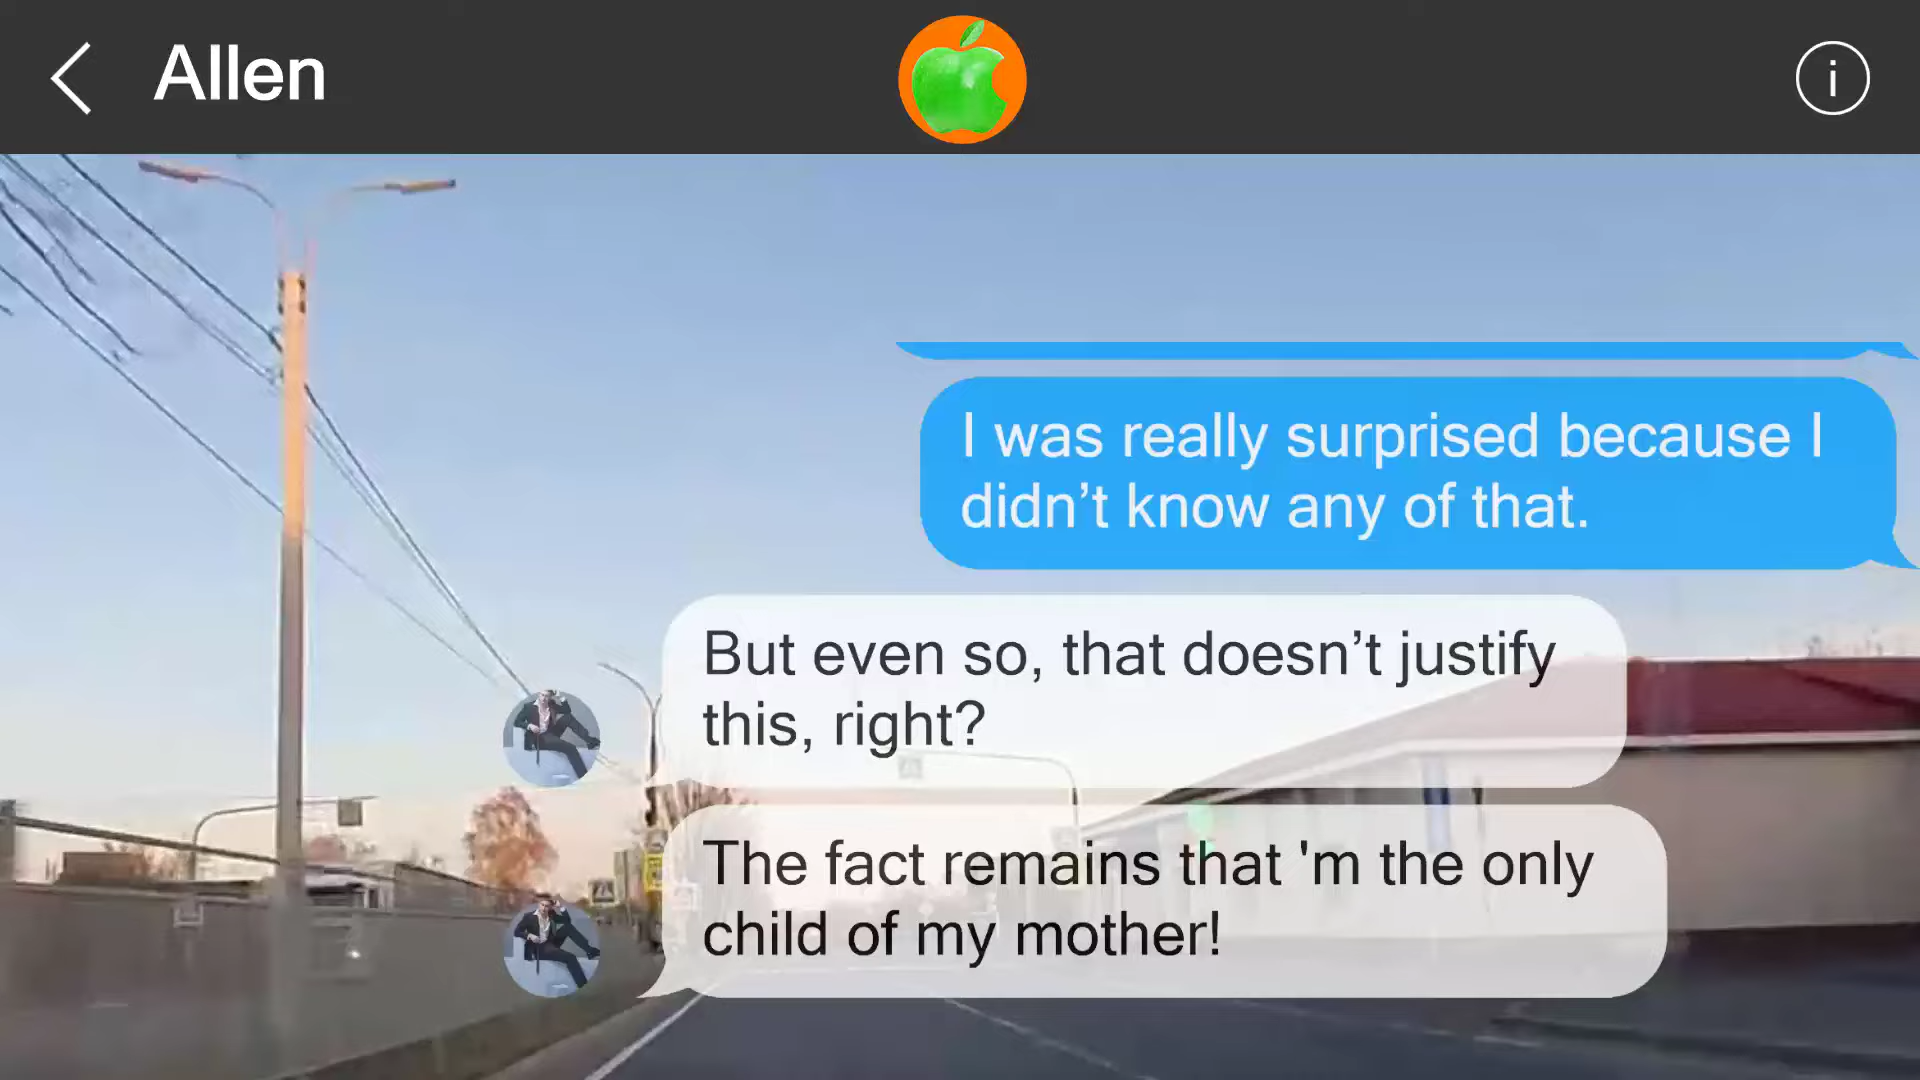 Allen
I was really surprised because I
didn’t know any of that.
But even so, that doesn’t justify
this, right?
The fact remains that 'm the only
child of my mother!